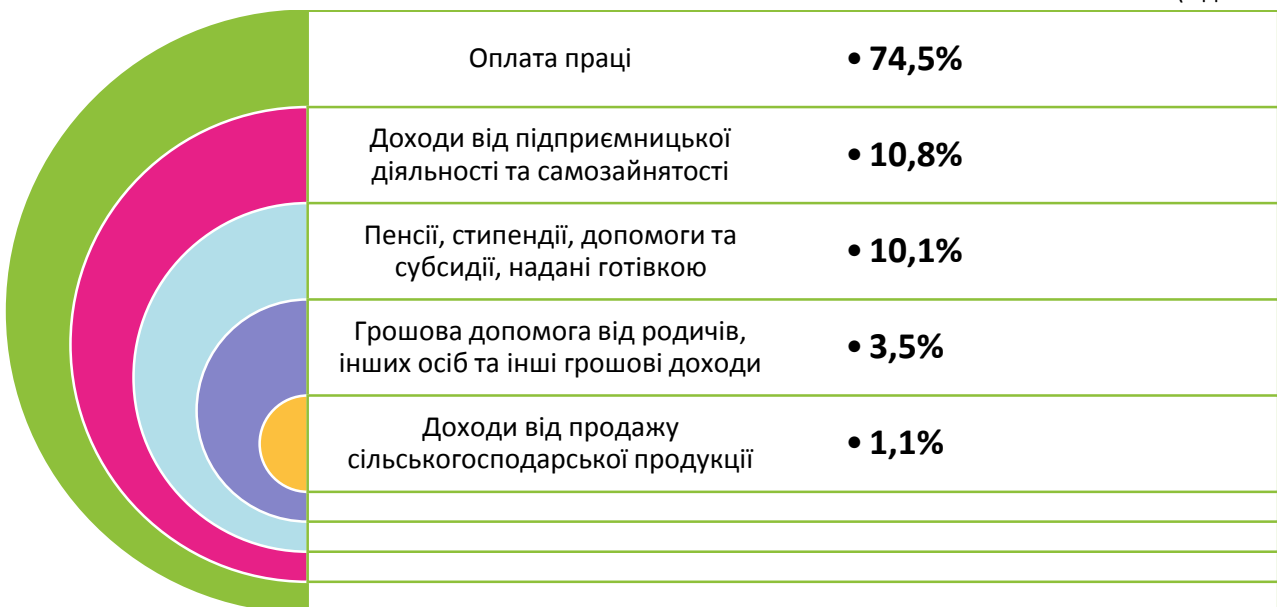 Оплата праці
• 74,5%
Доходи від підприємницької
діяльності та самозайнятості
• 10,8%
Пенсії, стипендії, допомоги та
субсидії, надані готівкою
• 10,1%
Грошова допомога від родичів,
інших осіб та інші грошові доходи
• 3,5%
Доходи від продажу
сільськогосподарської продукції
• 1,1%